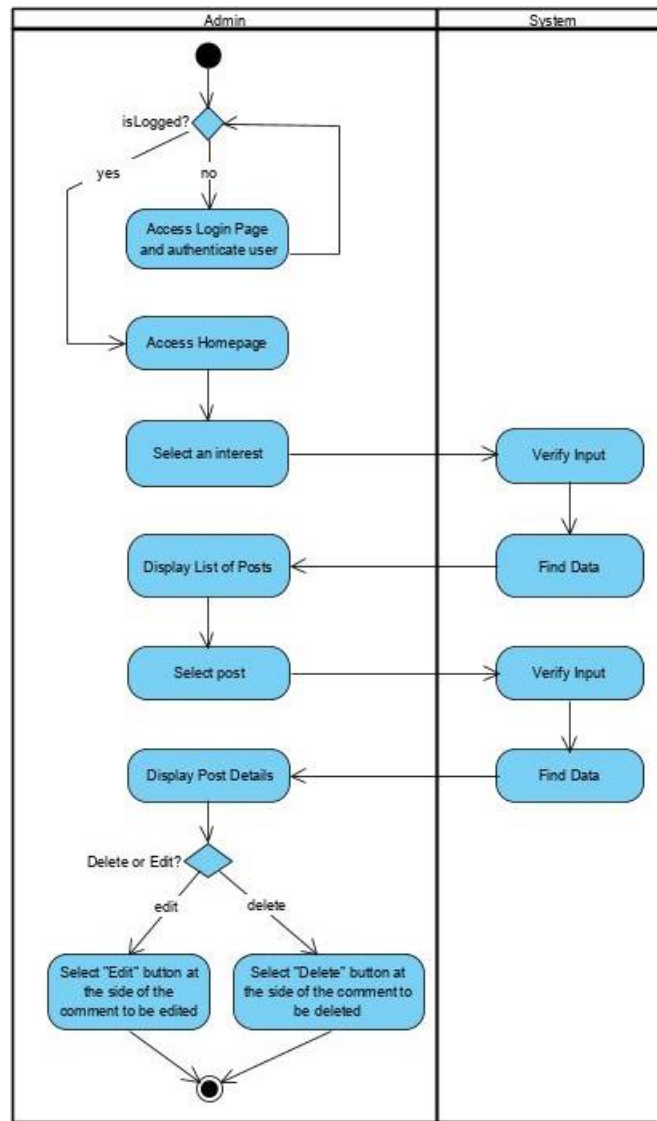 Admin
System
isLogged?
yes
no
Access Login Page
and authenticate user
Access Homepage
Select an interest
Verify Input
Display List of Posts
Find Data
Select post
Verify Input
Display Post Details
Find Data
Delete or Edit?
edit
delete
Select "Edit" button at
the side of the
comment to be edited
Select "Delete" button at
the side of the comment to
be deleted